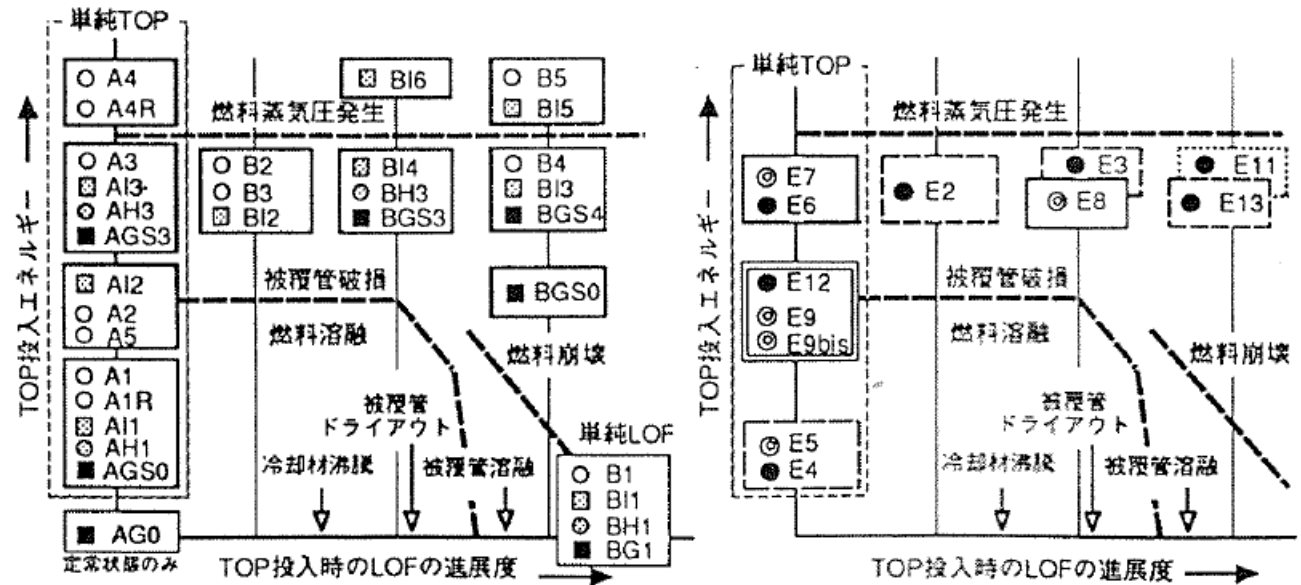 単純TOP
A4
A4R
BI6
B5
BI5
燃料蒸気圧発生
A3
AI3
AH3
AGS3
B2
B3
BI2
BI4
BH3
BGS3
B4
BI3
BGS4
AI2
A2
A5
被覆管破損
燃料溶融
BGS0
燃料崩壊
A1
A1R
AI1
AH1
AGS0
被覆管
ドライアウト
冷却材沸騰
被覆管溶融
単純LOF
B1
BI1
BH1
BG1
AG0
定常状態のみ
TOP投入エネルギー
TOP投入時のLOFの進展度
単純TOP
燃料蒸気圧発生
E7
E6
E2
E3
E8
E11
E13
E12
E9
E9bis
被覆管破損
燃料溶融
燃料崩壊
E5
E4
被覆管
ドライアウト
冷却材沸騰
被覆管溶融
TOP投入エネルギー
TOP投入時のLOFの進展度